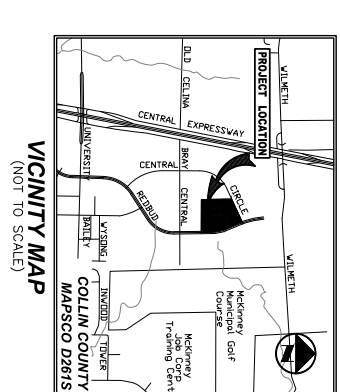 WILMETH
PROJECT LOCATION
OLD CELINA
CENTRAL EXPRESSWAY
UNIVERSITY
CENTRAL
BRAY
CENTRAL
CIRCLE
REDBUD
WILMETH
BAILEY
WYSONG
McKinney
Municipal Golf
Course
INWOOD
TOWER
McKinney
Job Corp
Training Cent
N
COLLIN COUNTY
MAPSCO D261S
VICINITY MAP
(NOT TO SCALE)